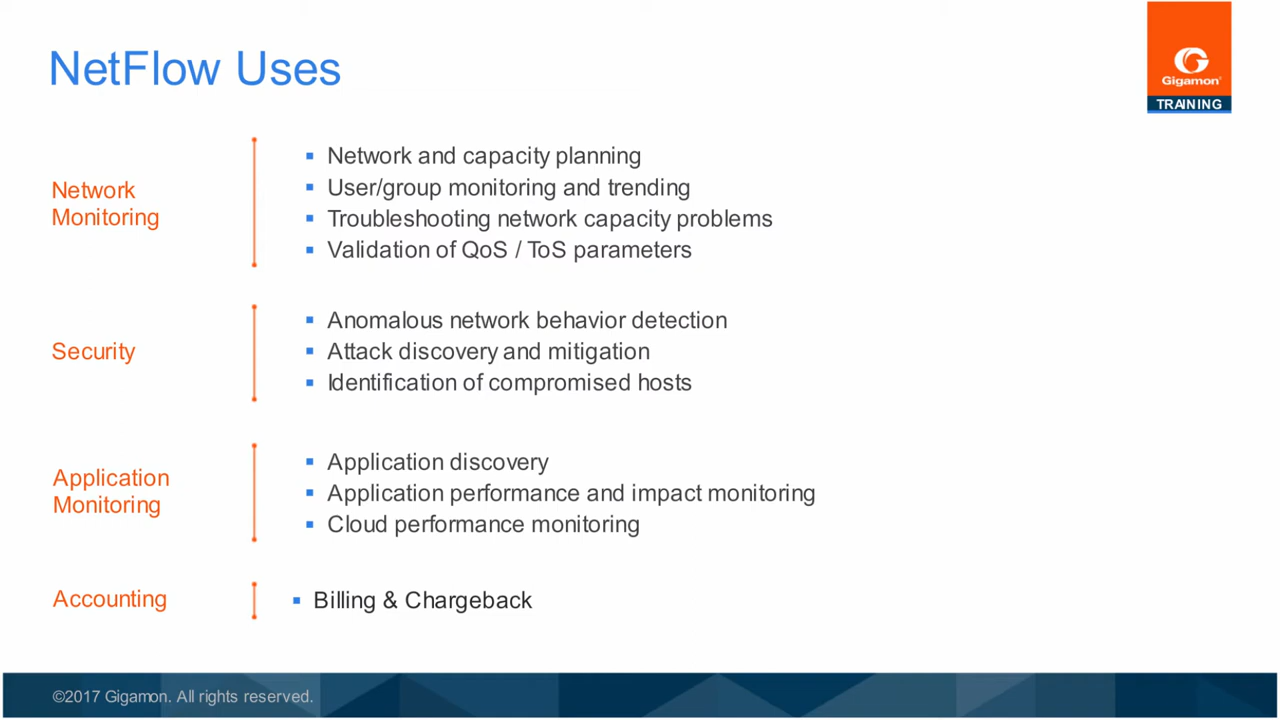 NetFlow Uses
Gigamon®
TRAINING
Network
Monitoring
▪ Network and capacity planning
▪ User/group monitoring and trending
▪ Troubleshooting network capacity problems
▪ Validation of QoS / ToS parameters
Security
▪ Anomalous network behavior detection
▪ Attack discovery and mitigation
▪ Identification of compromised hosts
Application
Monitoring
▪ Application discovery
▪ Application performance and impact monitoring
▪ Cloud performance monitoring
Accounting
▪ Billing & Chargeback
©2017 Gigamon. All rights reserved.